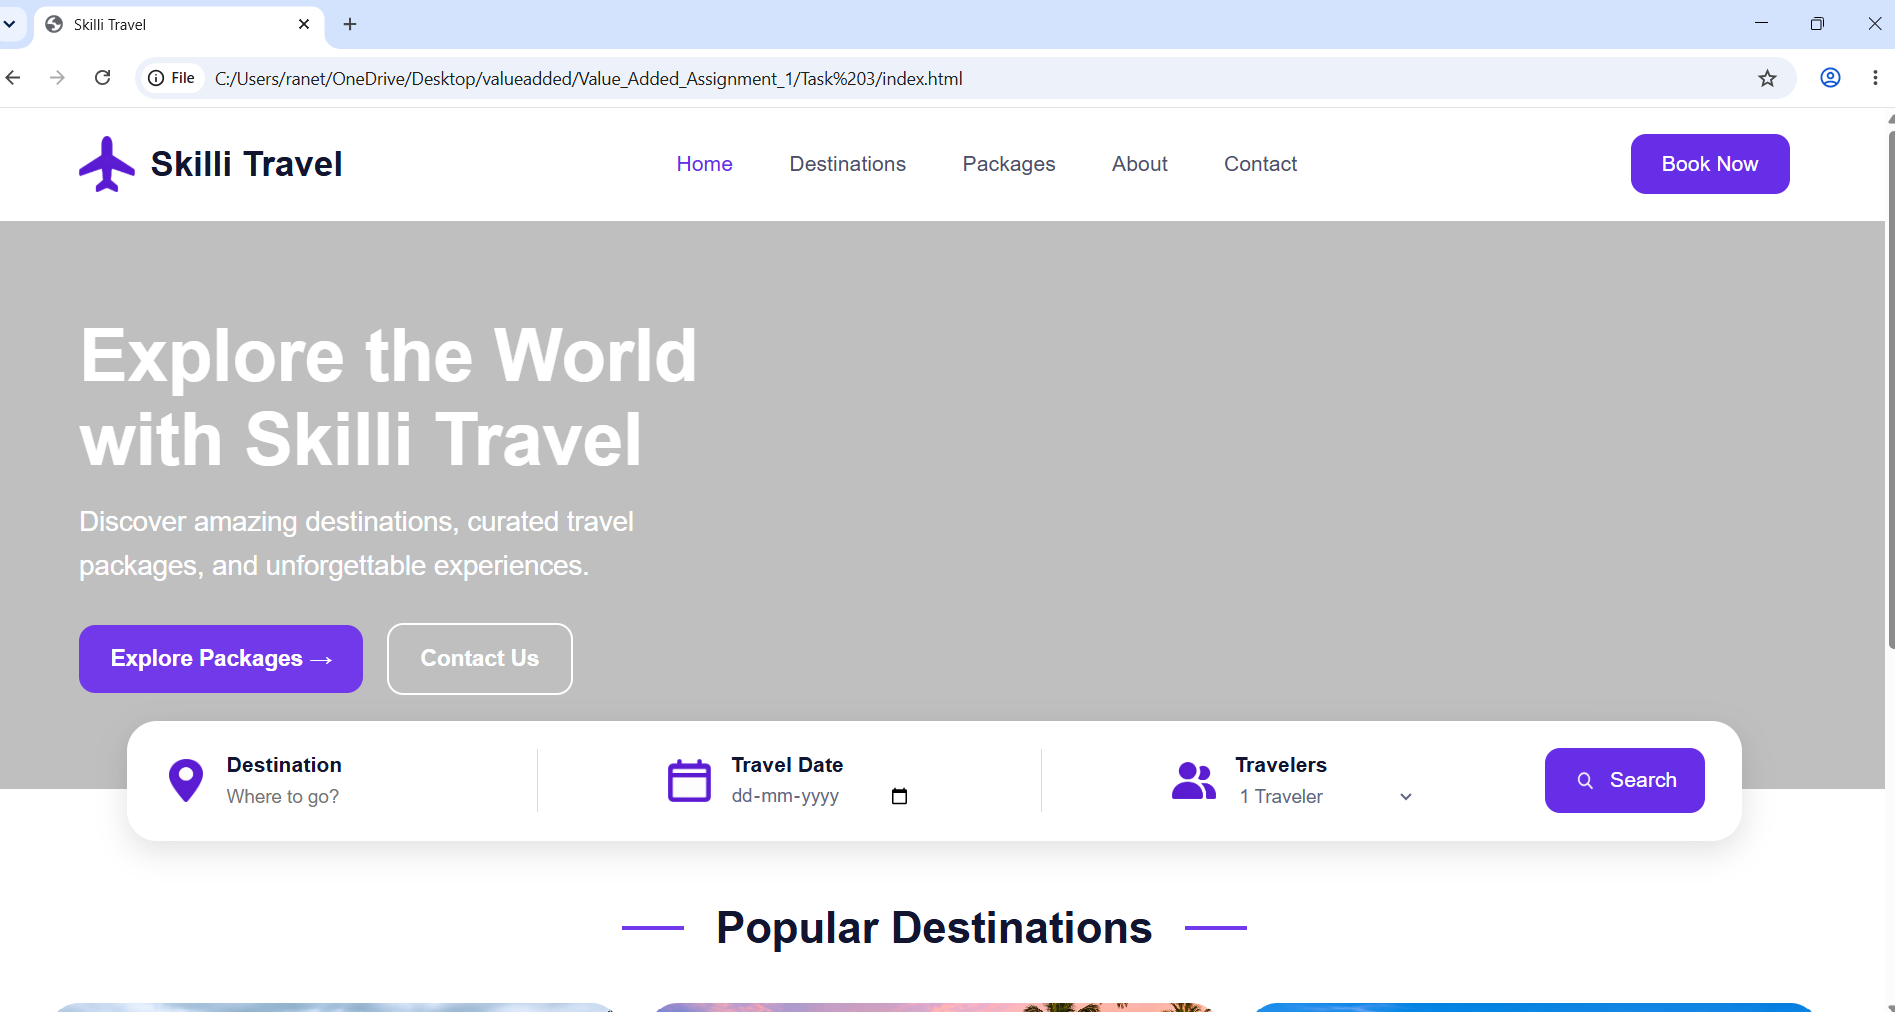 Skilli Travel
File
C:/Users/ranet/OneDrive/Desktop/valueadded/Value_Added_Assignment_1/Task%203/index.html
Skilli Travel
Home
Destinations
Packages
About
Contact
Book Now
Explore the World
with Skilli Travel
Discover amazing destinations, curated travel
packages, and unforgettable experiences.
Explore Packages →
Contact Us
Destination
Where to go?
Travel Date
dd-mm-yyyy
Travelers
1 Traveler
Search
Popular Destinations